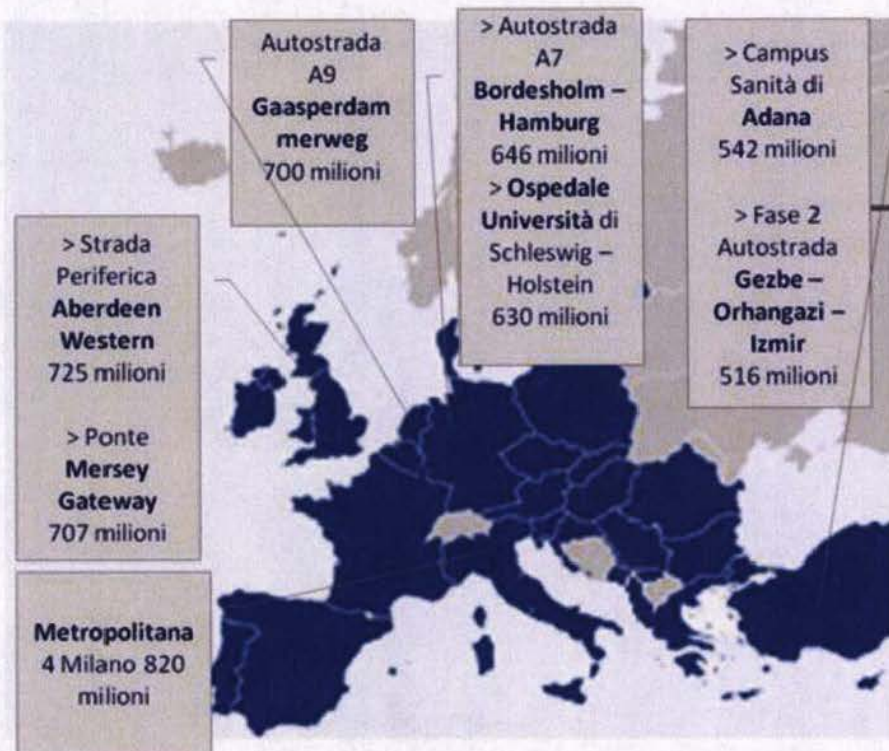 Autostrada
A9
Gaasperdam
merweg
700 milioni
> Autostrada
A7
Bordesholm –
Hamburg
646 milioni
> Ospedale
Università di
Schleswig –
Holstein
630 milioni
> Campus
Sanità di
Adana
542 milioni
> Fase 2
Autostrada
Gezbe –
Orhangazi –
Izmir
516 milioni
> Strada
Periferica
Aberdeen
Western
725 milioni
> Ponte
Mersey
Gateway
707 milioni
Metropolitana
4 Milano 820
milioni